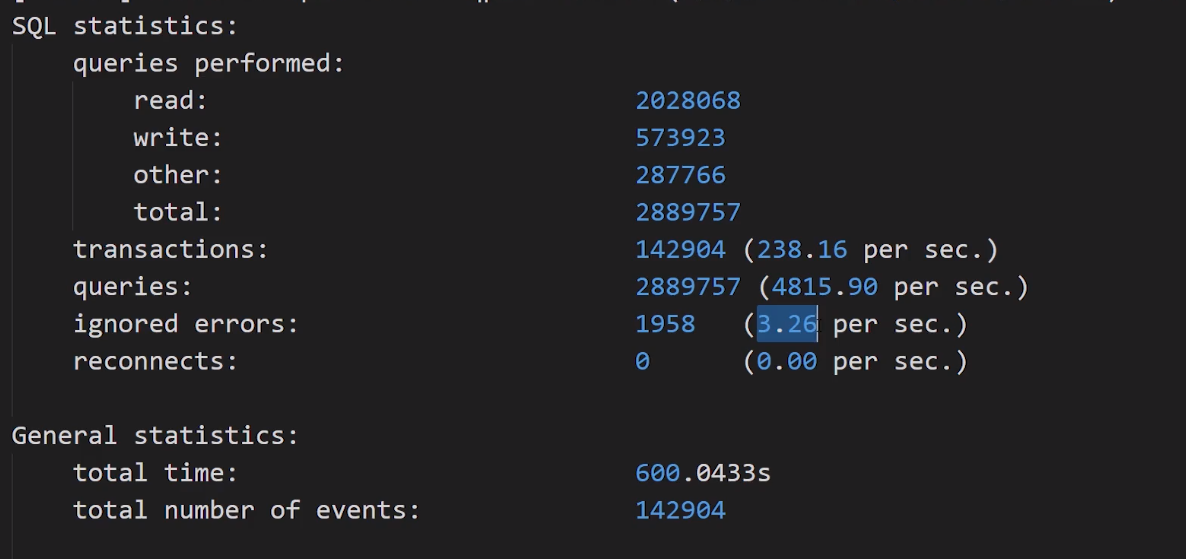 SQL statistics:
queries performed:
read: 2028068
write: 573923
other: 287766
total: 2889757
transactions: 142904 (238.16 per sec.)
queries: 2889757 (4815.90 per sec.)
ignored errors: 1958 (3.26 per sec.)
reconnects: 0 (0.00 per sec.)
General statistics:
total time: 600.0433s
total number of events: 142904